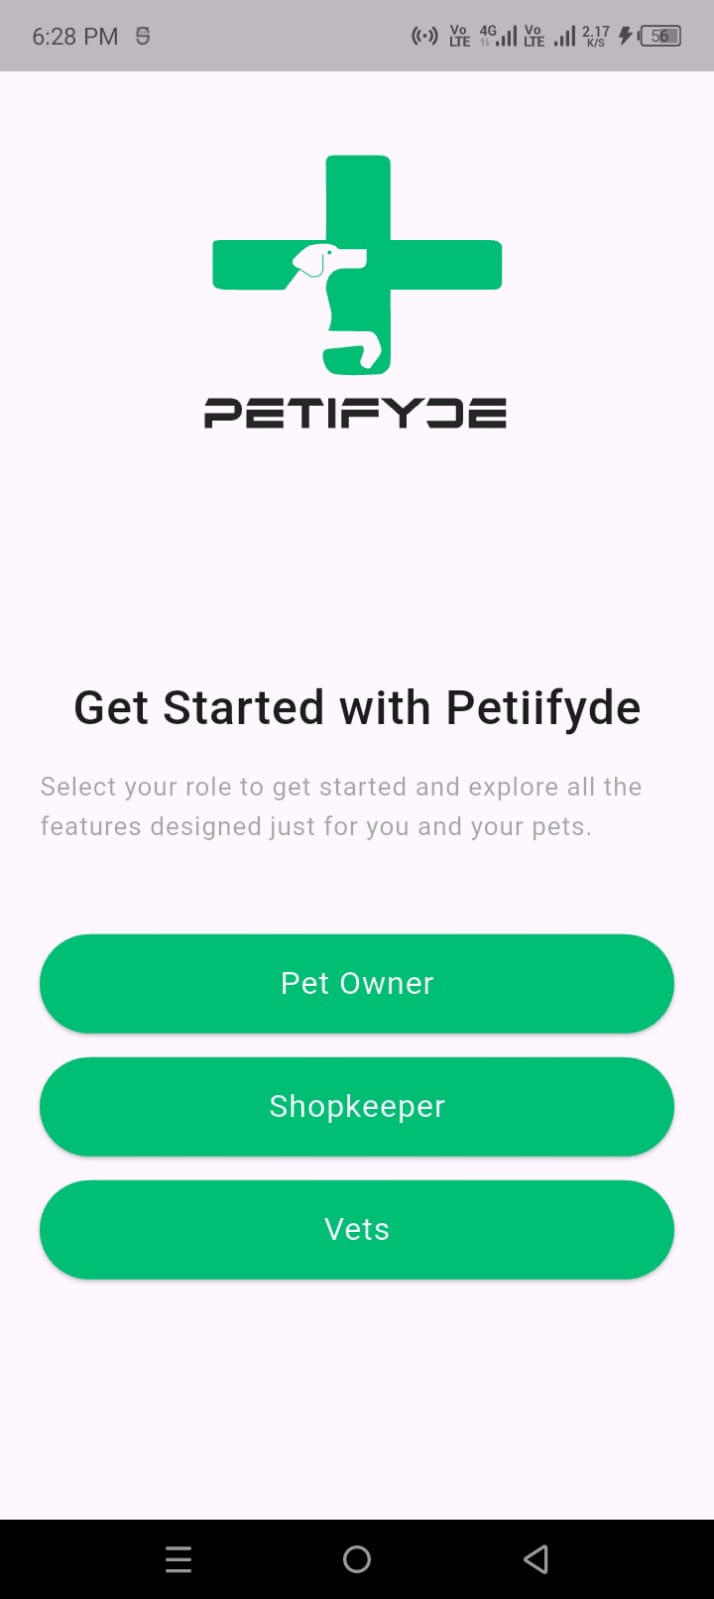 6:28 PM Vo LTE 4G Vo LTE 2.17 K/S 56
PETIFYDE
Get Started with Petiifyde
Select your role to get started and explore all the
features designed just for you and your pets.
Pet Owner
Shopkeeper
Vets